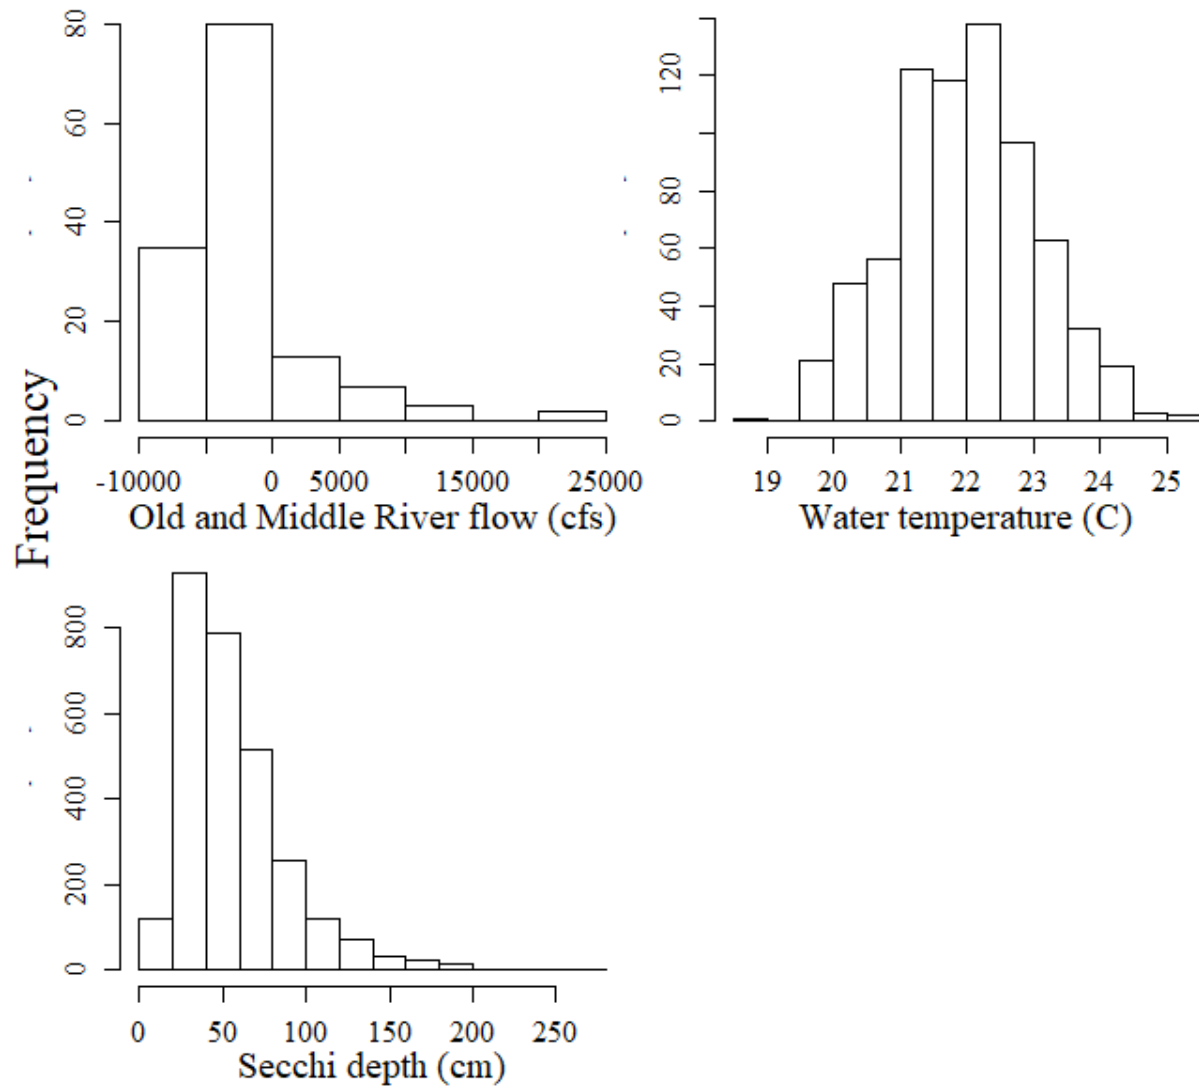 Frequency
80
60
40
20
0
-10000 0 5000 15000 25000
Old and Middle River flow (cfs)
120
80
60
40
20
0
19 20 21 22 23 24 25
Water temperature (C)
800
600
400
200
0
0 50 100 150 200 250
Secchi depth (cm)